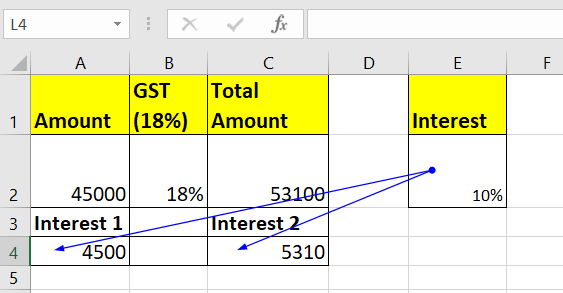 L4 fx
A B C D E F
1 Amount GST (18%) Total Amount Interest
2 45000 18% 53100 10%
3 Interest 1 Interest 2
4 4500 5310
5